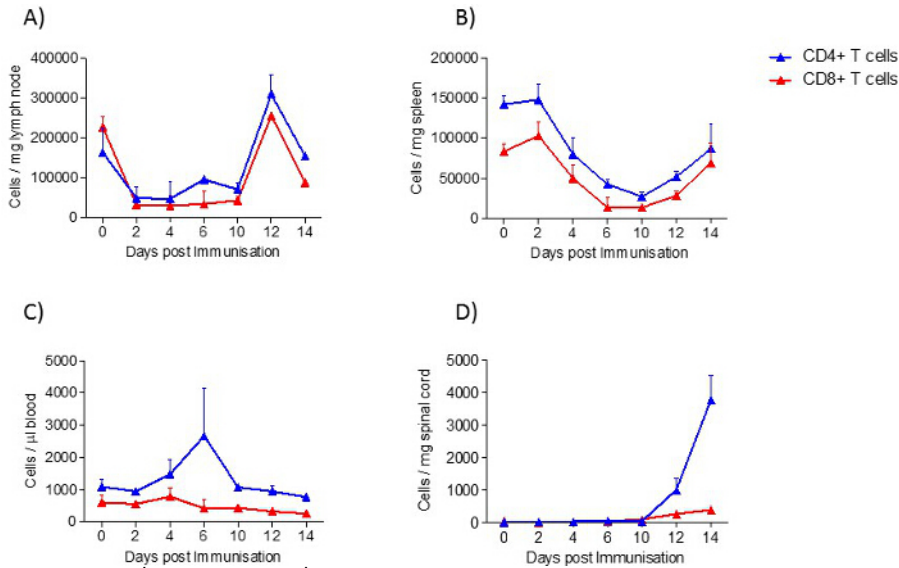 A)
400000
300000
200000
100000
0
Cells / mg lymph node
0 2 4 6 10 12 14
Days post Immunisation
B)
200000
150000
100000
50000
0
Cells / mg spleen
0 2 4 6 10 12 14
Days post Immunisation
CD4+ T cells
CD8+ T cells
C)
5000
4000
3000
2000
1000
0
Cells / µl blood
0 2 4 6 10 12 14
Days post Immunisation
D)
5000
4000
3000
2000
1000
0
Cells / mg spinal cord
0 2 4 6 10 12 14
Days post Immunisation